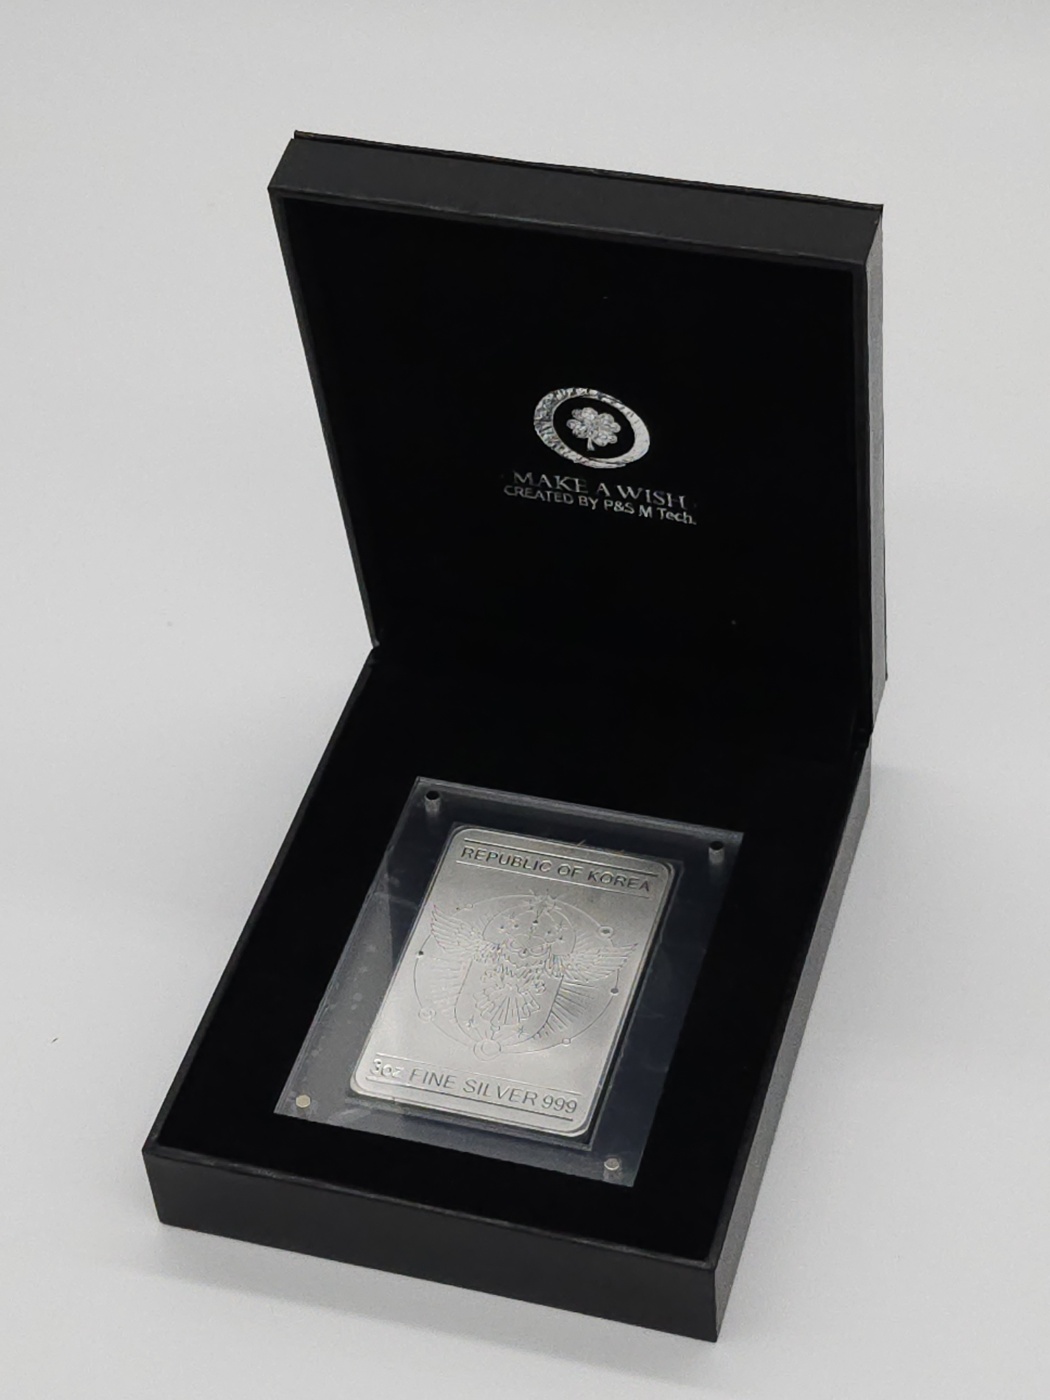 MAKE A WISH
CREATED BY P&S M Tech.
REPUBLIC OF KOREA
3oz FINE SILVER 999